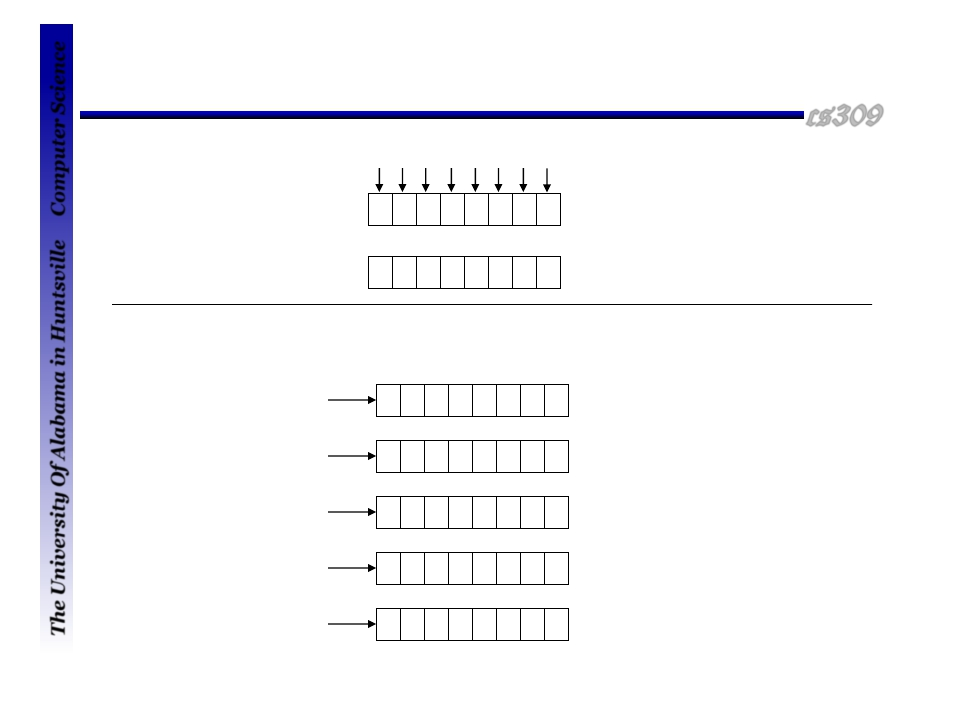 cs309
The University Of Alabama in Huntsville Computer Science